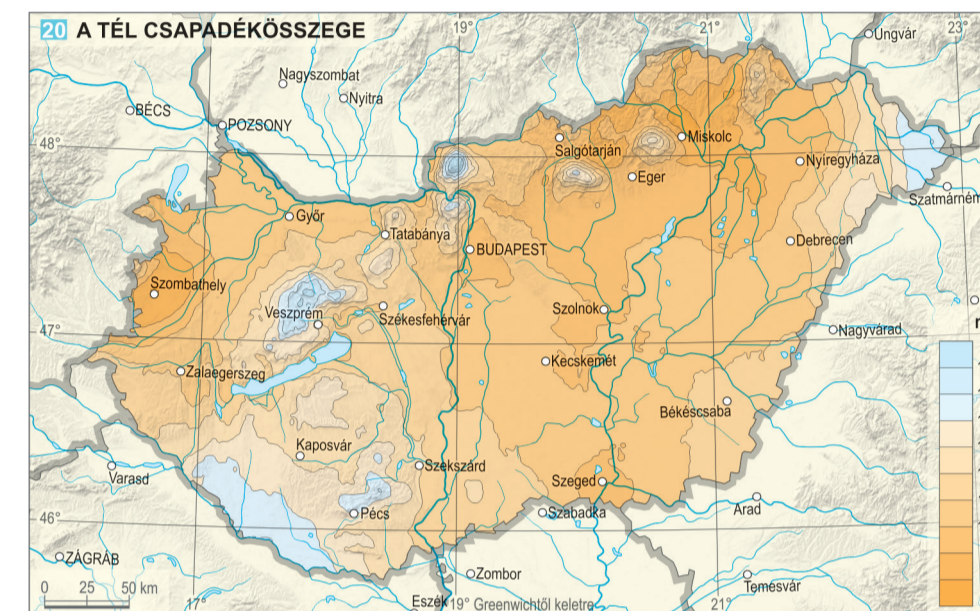 20 A TÉL CSAPADÉKÖSSZEGE
19°
21°
23°
Ungvár
Nagyszombat
Nyitra
BÉCS
POZSONY
48°
Salgótarján
Miskolc
Eger
Nyíregyháza
Szatmárném
Győr
Tatabánya
BUDAPEST
Debrecen
Szombathely
Veszprém
Székesfehérvár
Szolnok
47°
Nagyvárad
Zalaegerszeg
Kecskemét
Békéscsaba
Kaposvár
Szekszárd
Varasd
Szeged
Pécs
Szabadka
Arad
46°
ZÁGRÁB
Zombor
Temesvár
0 25 50 km
17°
Eszék
19° Greenwichtől keletre
21°